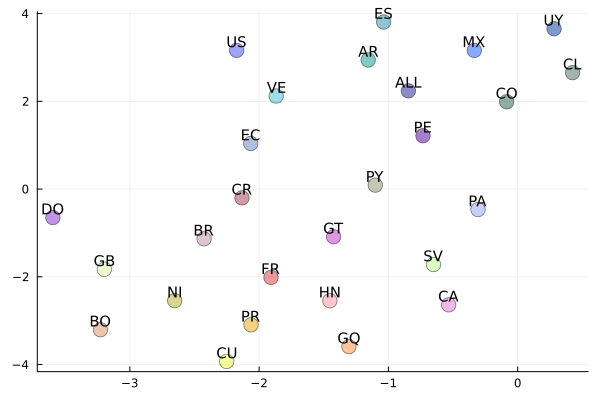 4
ES
UY
US
MX
AR
CL
ALL
VE
CO
2
PE
EC
PY
0
CR
PA
DO
GT
BR
SV
GB
FR
−2
NI
HN
CA
PR
BO
GQ
CU
−4
−3
−2
−1
0